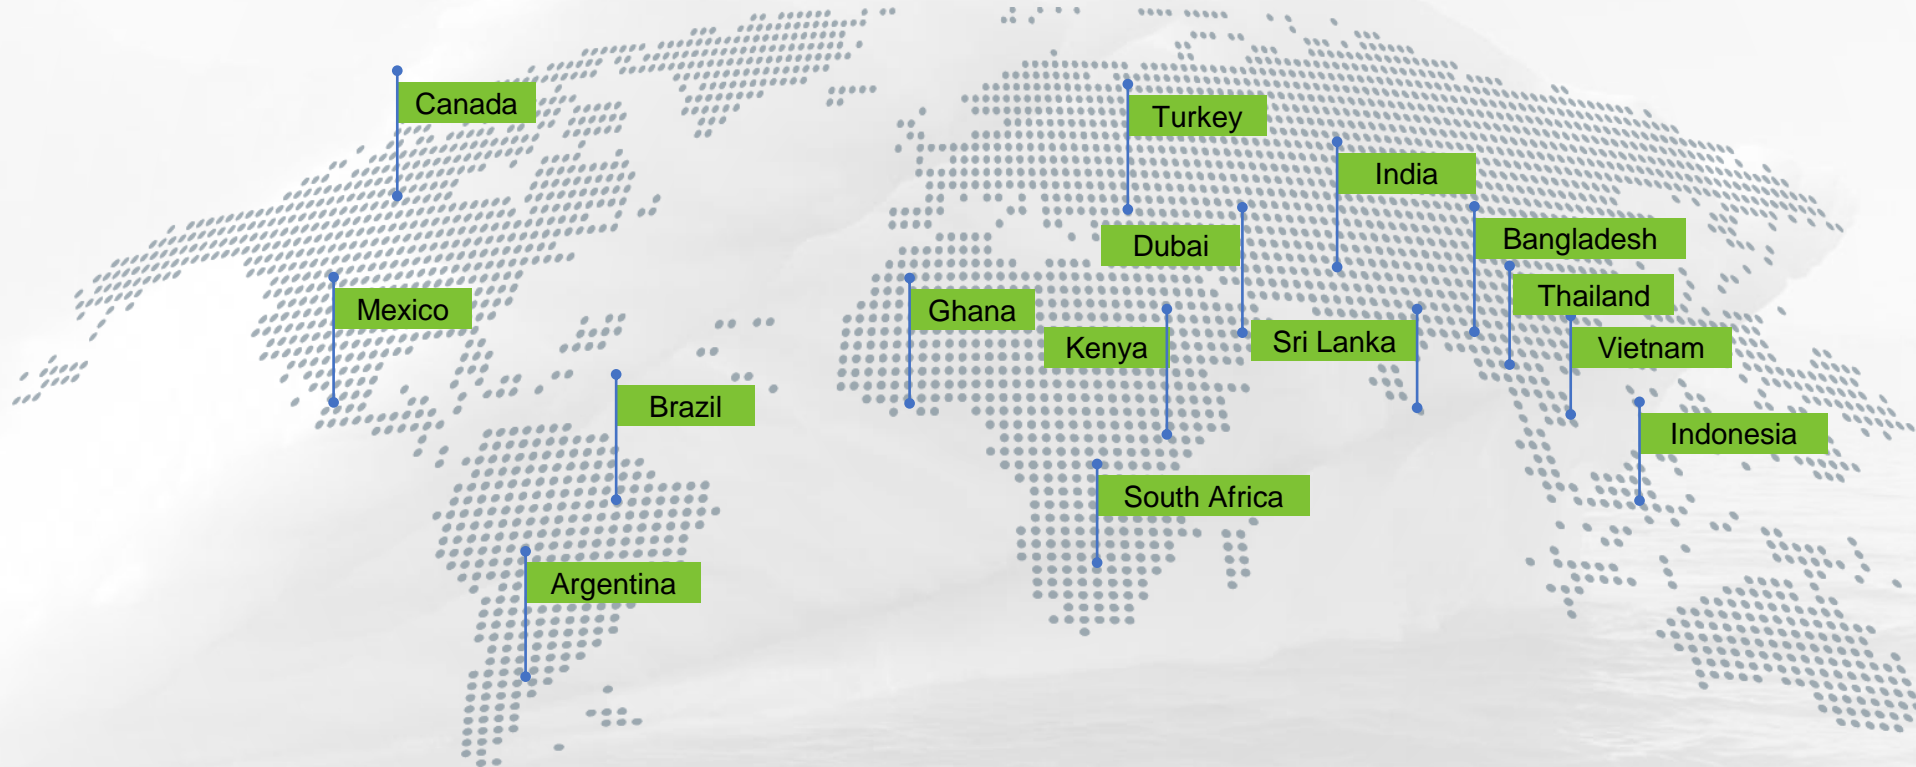 Canada
Turkey
India
Dubai
Bangladesh
Thailand
Mexico
Ghana
Kenya
Sri Lanka
Vietnam
Brazil
Indonesia
South Africa
Argentina